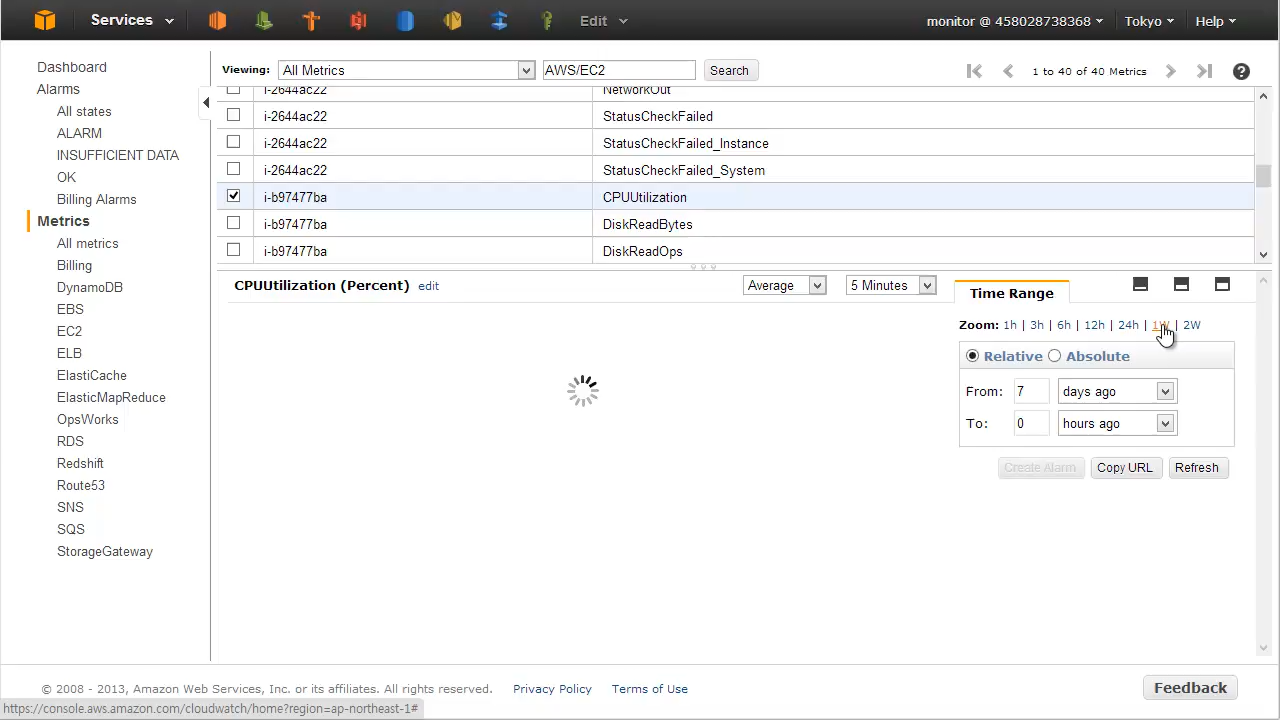 Services
Edit
monitor @ 458028738368
Tokyo
Help
Dashboard
Alarms
All states
ALARM
INSUFFICIENT DATA
OK
Billing Alarms
Metrics
All metrics
Billing
DynamoDB
EBS
EC2
ELB
ElastiCache
ElasticMapReduce
OpsWorks
RDS
Redshift
Route53
SNS
SQS
StorageGateway
Viewing: All Metrics AWS/EC2 Search 1 to 40 of 40 Metrics
i-2644ac22 NetworkOut
i-2644ac22 StatusCheckFailed
i-2644ac22 StatusCheckFailed_Instance
i-2644ac22 StatusCheckFailed_System
i-b97477ba CPUUtilization
i-b97477ba DiskReadBytes
i-b97477ba DiskReadOps
CPUUtilization (Percent) edit Average 5 Minutes
Time Range
Zoom: 1h | 3h | 6h | 12h | 24h | 1W | 2W
Relative Absolute
From: 7 days ago
To: 0 hours ago
Create Alarm Copy URL Refresh
© 2008 - 2013, Amazon Web Services, Inc. or its affiliates. All rights reserved. Privacy Policy Terms of Use
Feedback
https://console.aws.amazon.com/cloudwatch/home?region=ap-northeast-1#